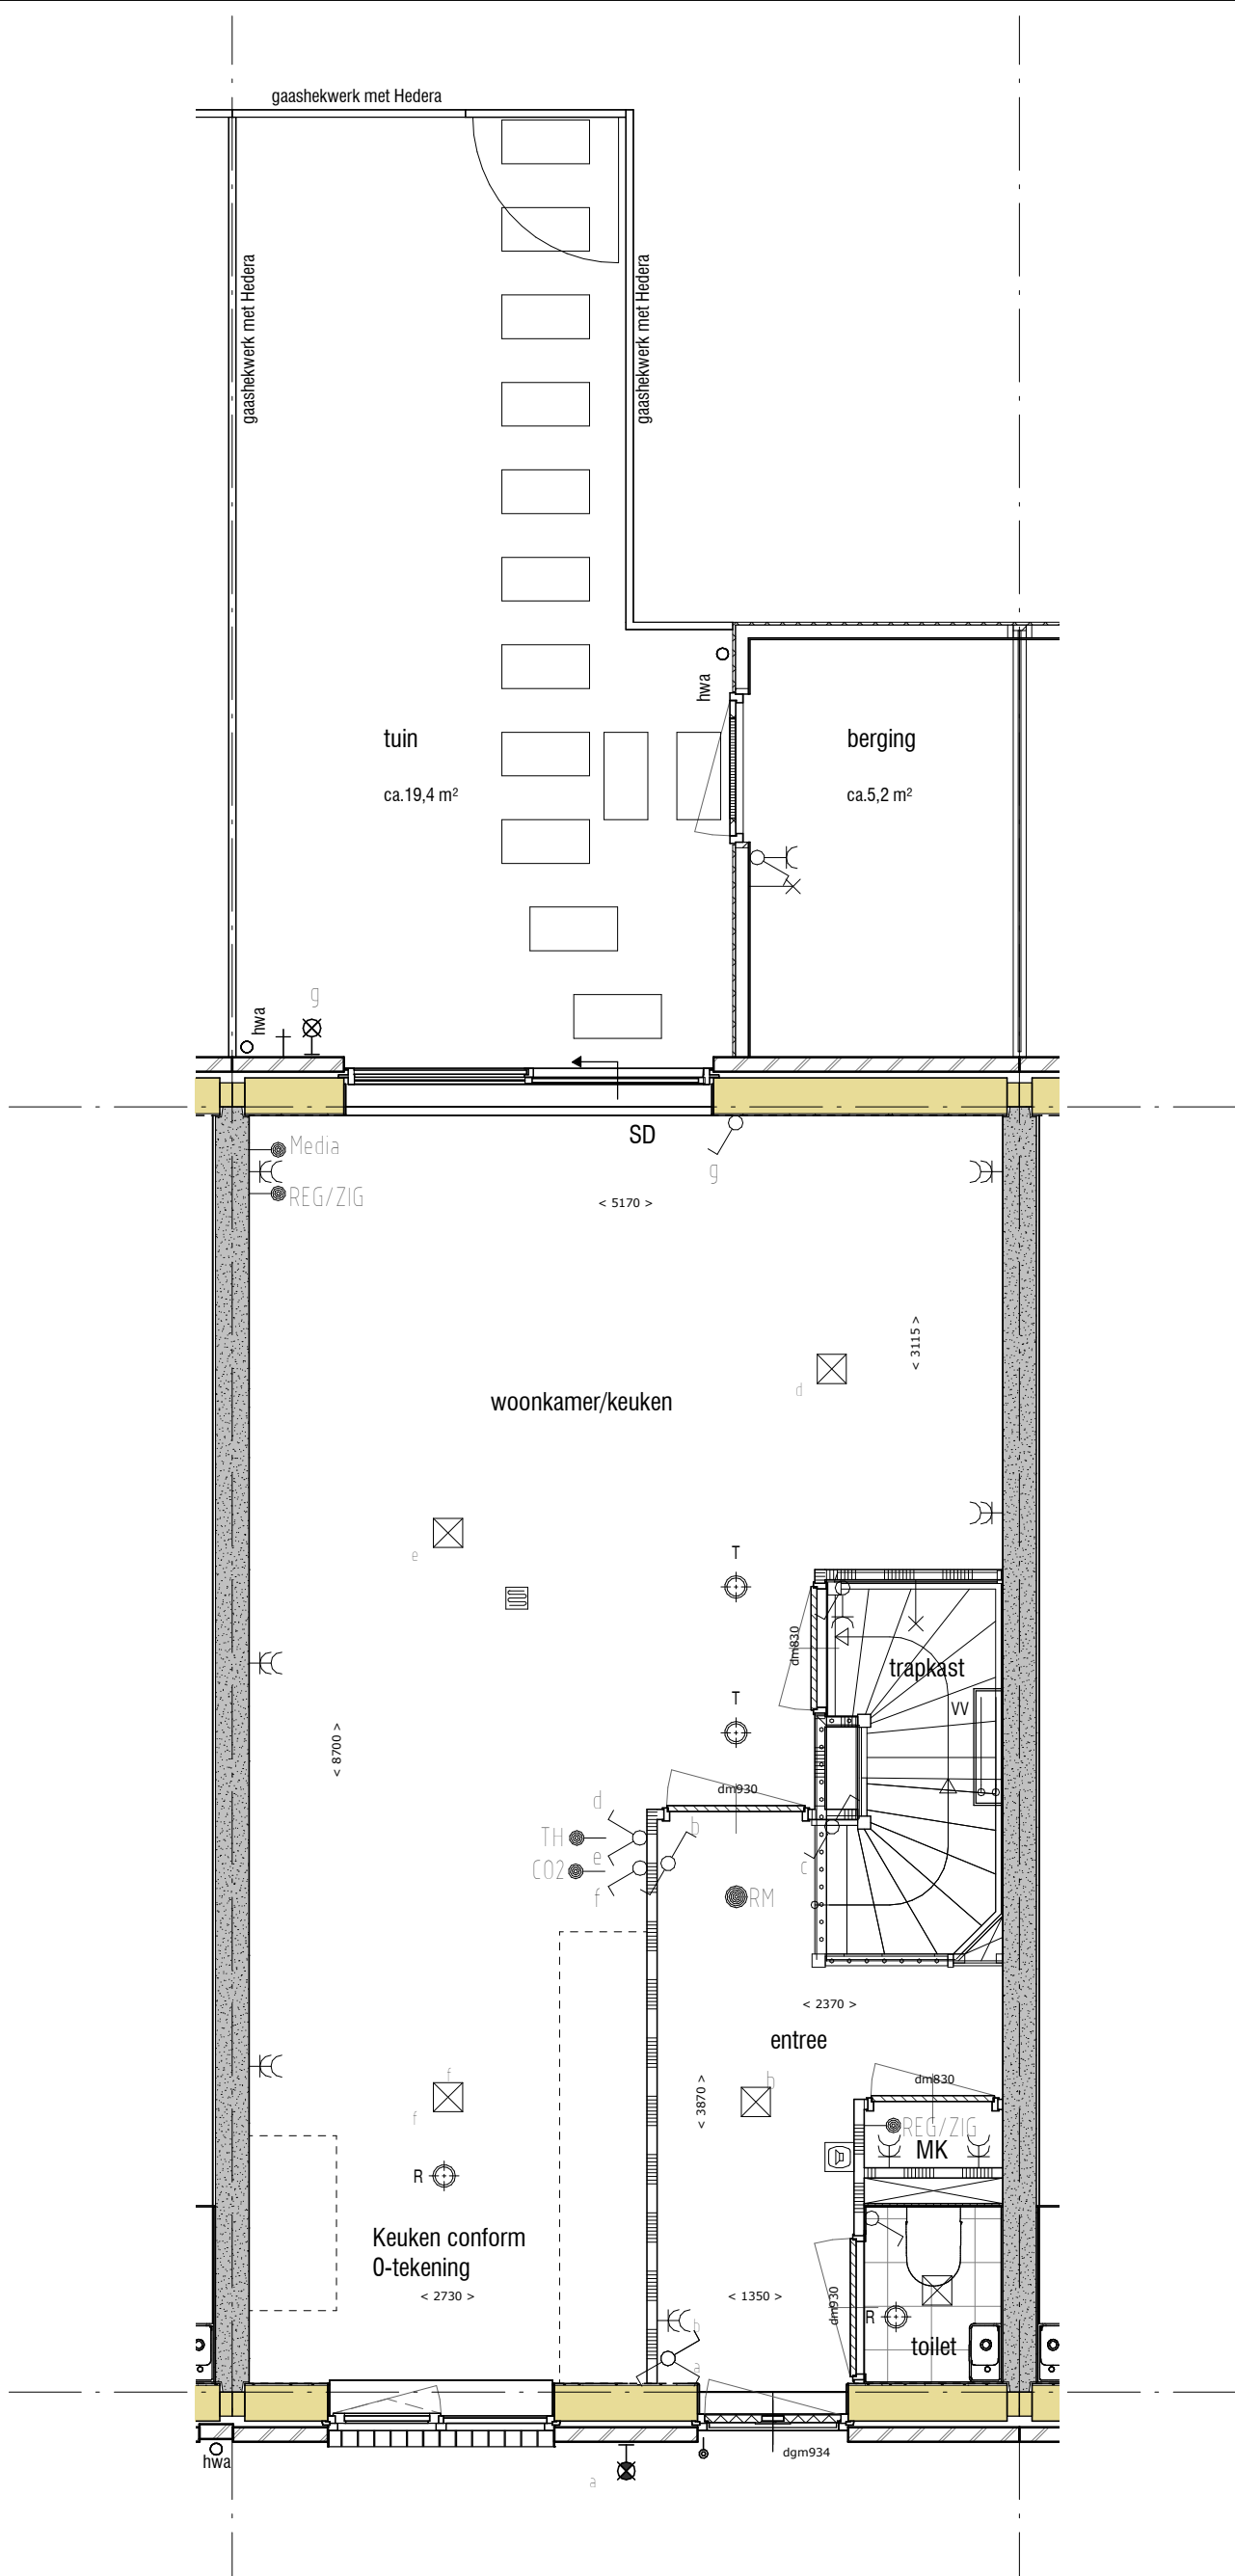 gaashekwerk met Hedera
gaashekwerk met Hedera
gaashekwerk met Hedera
hwa
tuin
berging
ca.19,4 m²
ca.5,2 m²
g
hwa
SD
Media
g
REG/ZIG
< 5170 >
< 3115 >
d
woonkamer/keuken
e
T
dm830
trapkast
T
VV
< 8700 >
dm930
d
b
TH
e
CO2
c
f
RM
< 2370 >
entree
f
dm830
b
< 3870 >
f
REG/ZIG
MK
R
Keuken conform
0-tekening
< 2730 >
< 1350 >
dm930
R
b
toilet
a
hwa
dgm934
a